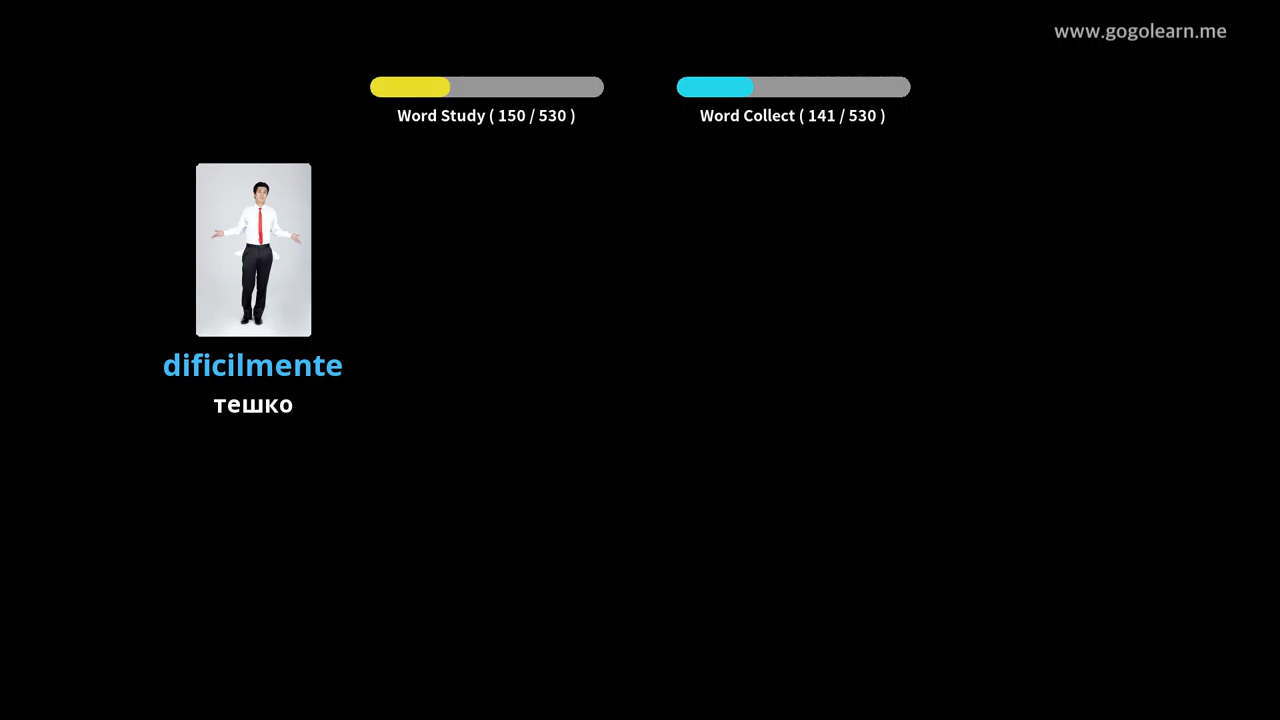 www.gogolearn.me
Word Study ( 150 / 530 )
Word Collect ( 141 / 530 )
dificilmente
тешко